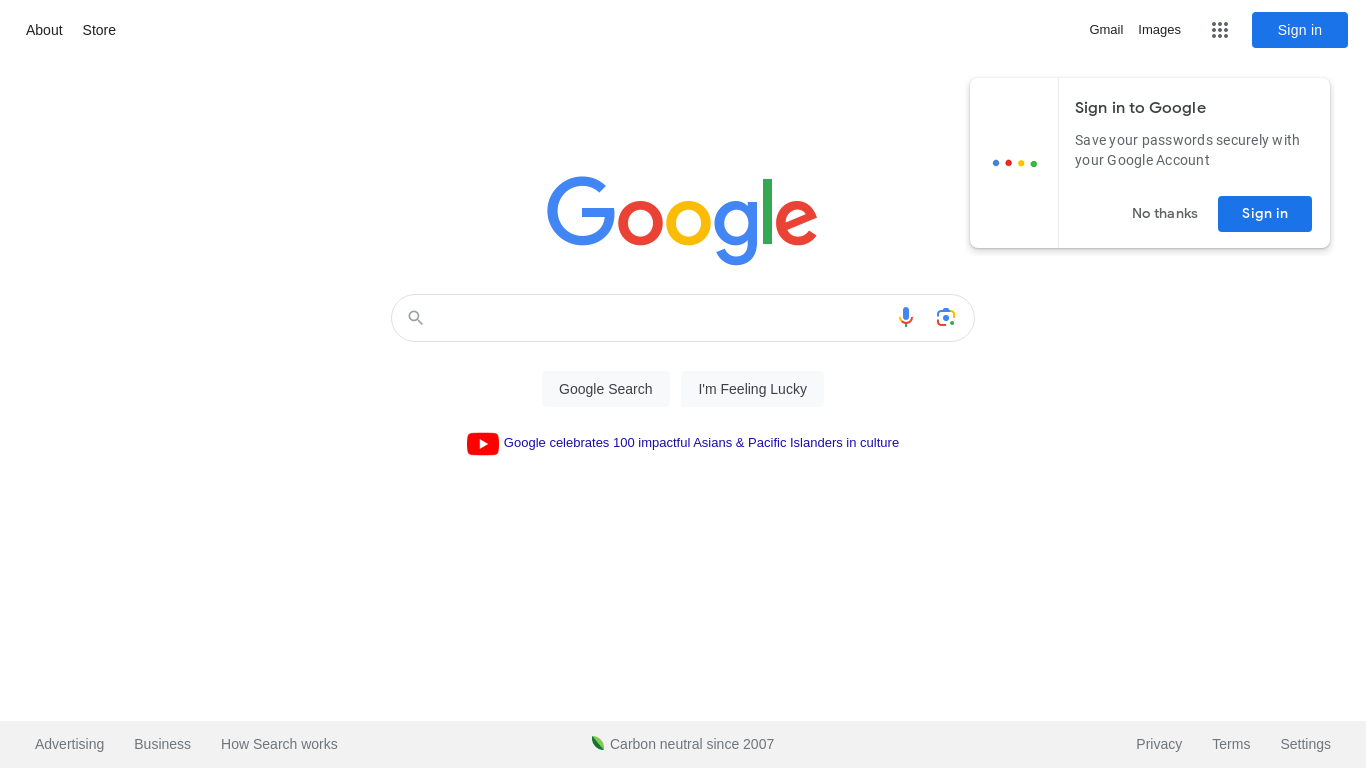 About Store Gmail Images Sign in
Sign in to Google
Save your passwords securely with
your Google Account
No thanks Sign in
Google
Google Search I'm Feeling Lucky
Google celebrates 100 impactful Asians & Pacific Islanders in culture
Advertising Business How Search works Carbon neutral since 2007 Privacy Terms Settings